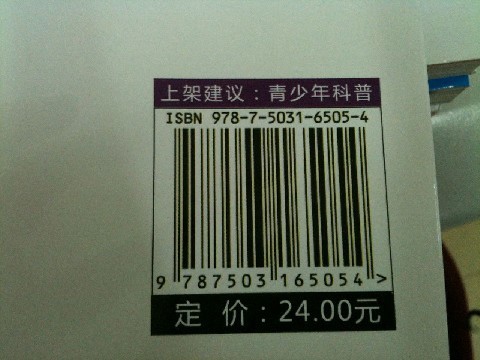 上架建议：青少年科普
ISBN 978-7-5031-6505-4
9 787503 165054 >
定 价：24.00元